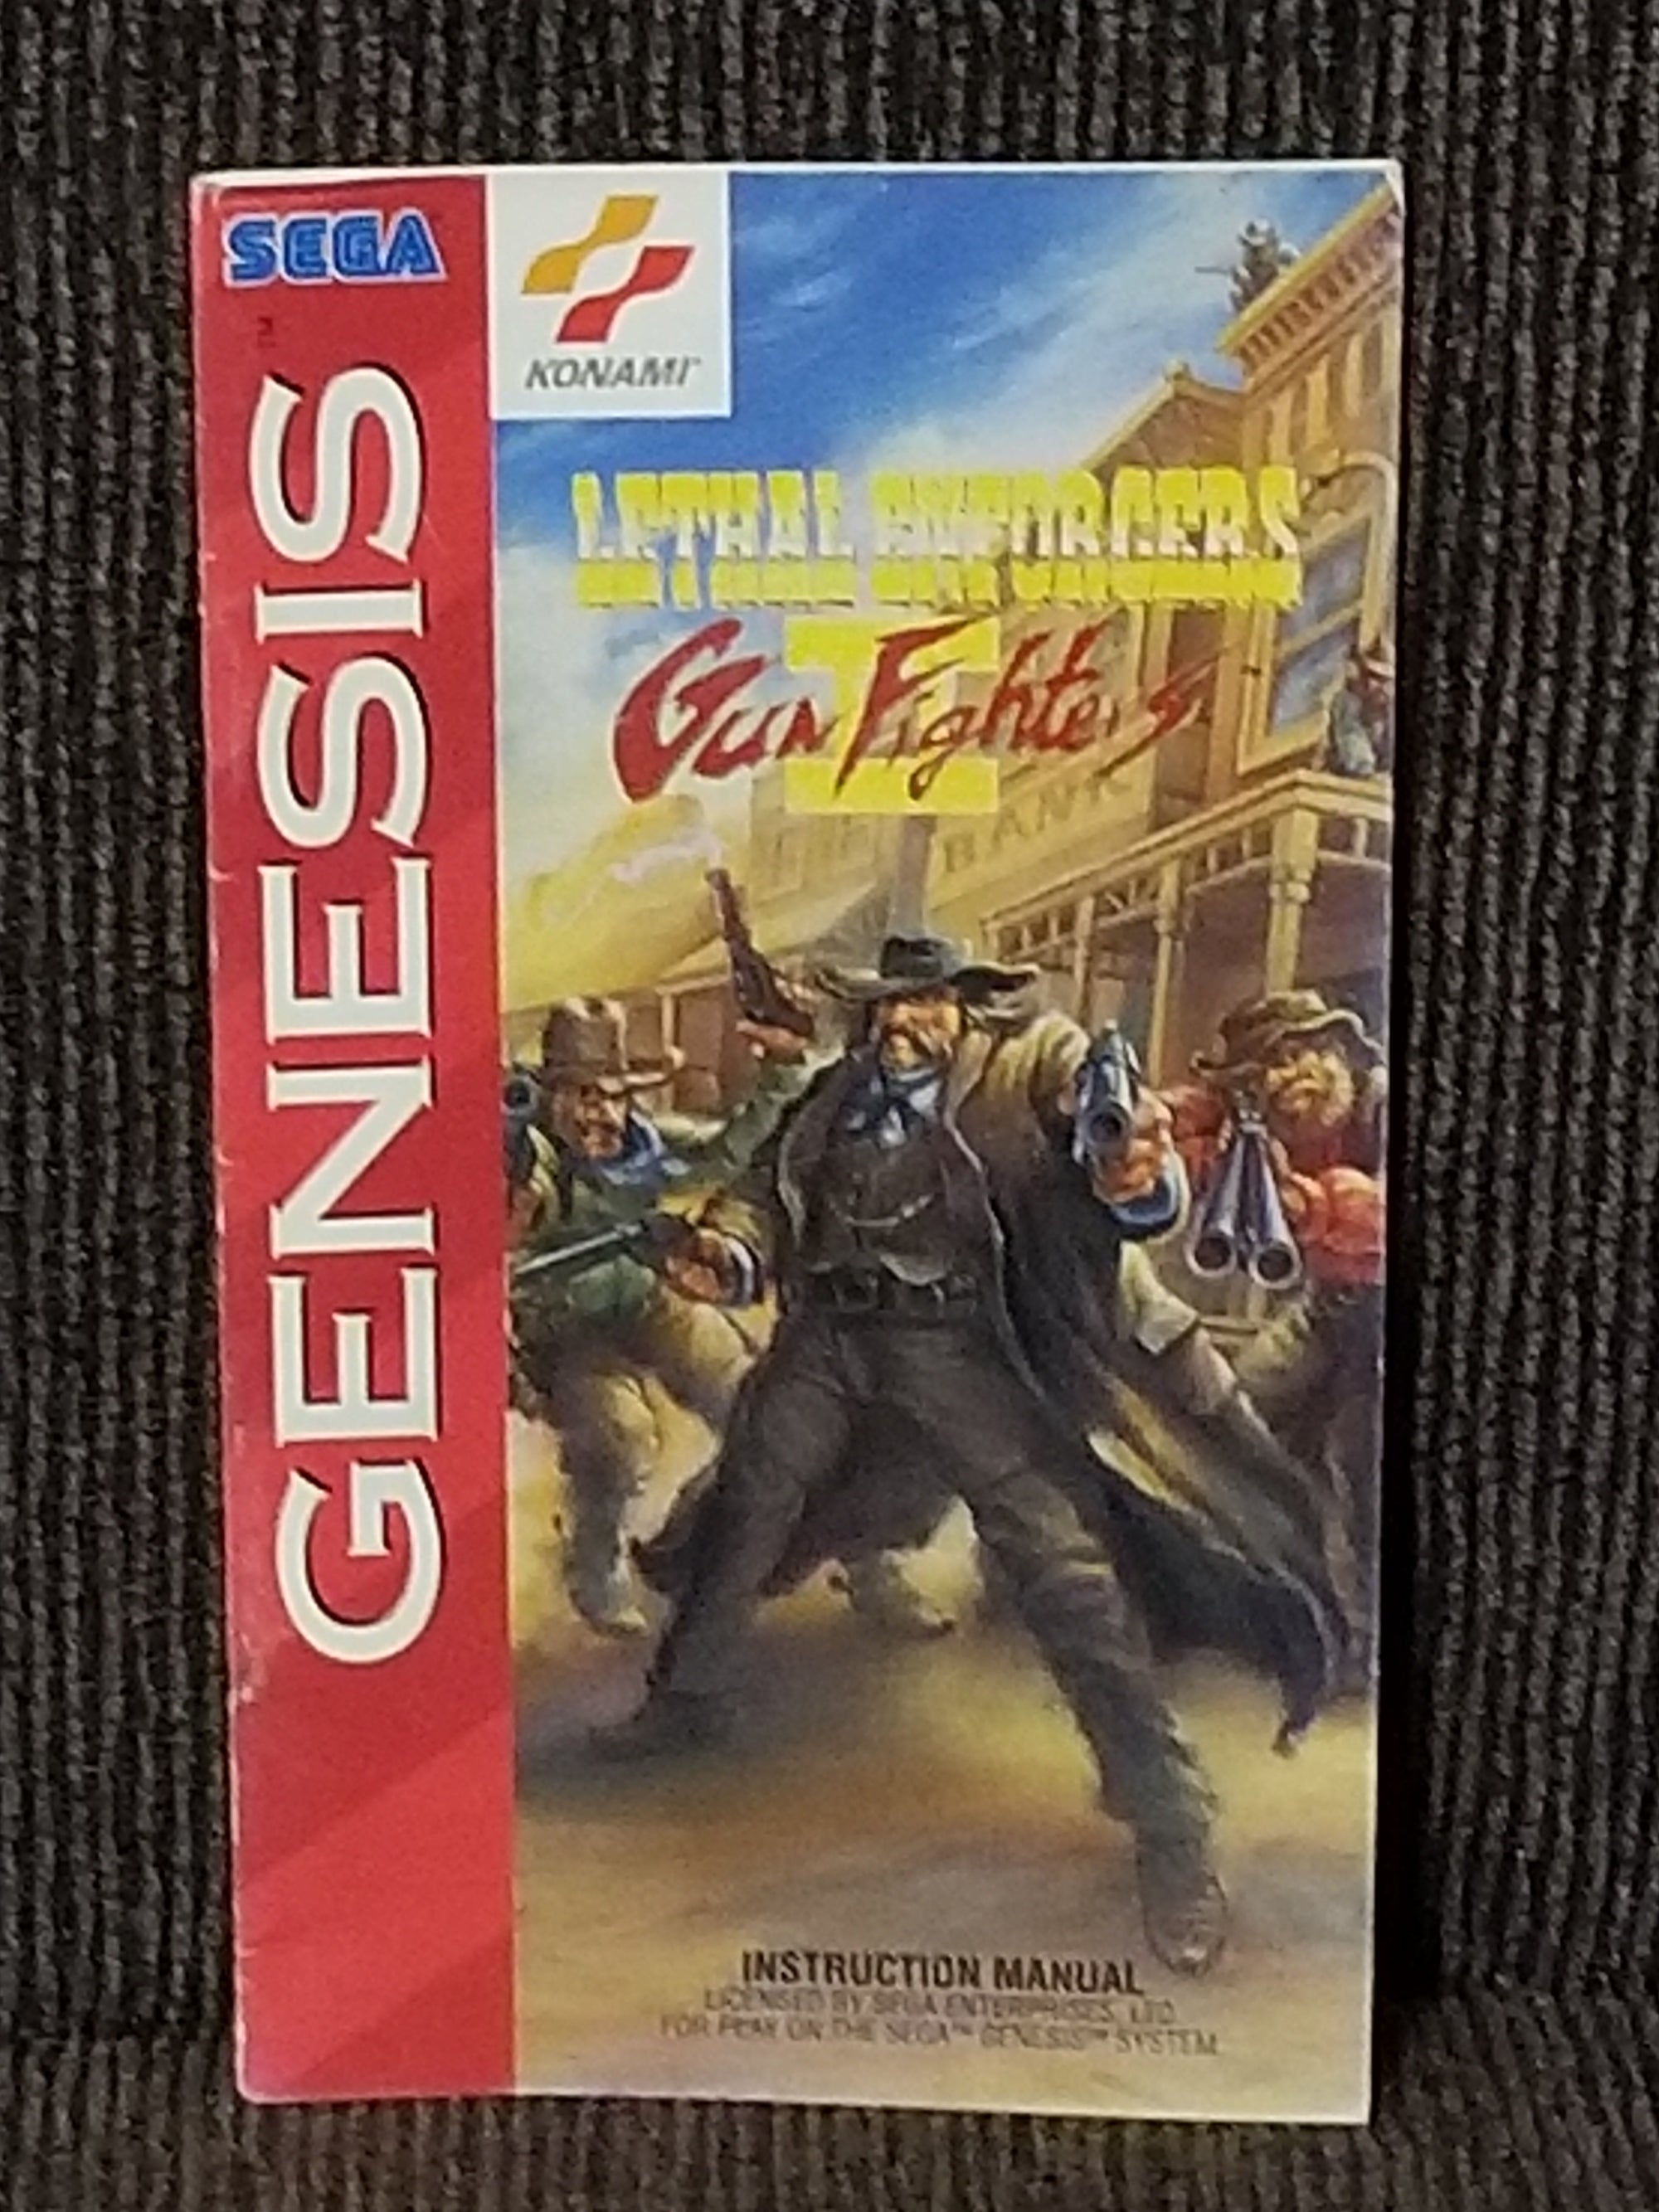 SEGA
GENESIS
KONAMI™
LETHAL ENFORCERS
II
Gun Fighters
BANK
INSTRUCTION MANUAL
LICENSED BY SEGA ENTERPRISES, LTD.
FOR PLAY ON THE SEGA™ GENESIS™ SYSTEM.